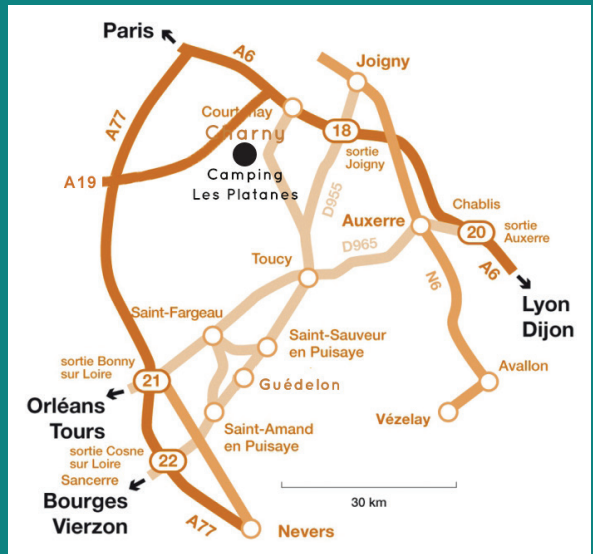 Paris
A6
Joigny
A77
Courtenay
Charny
18
sortie
Joigny
A19
Camping
Les Platanes
D955
Chablis
Auxerre
20
sortie
Auxerre
D965
A6
Toucy
N6
Lyon
Dijon
Saint-Fargeau
Saint-Sauveur
en Puisaye
sortie Bonny
sur Loire
21
Guédelon
Avallon
Orléans
Tours
Saint-Amand
en Puisaye
Vézelay
sortie Cosne
sur Loire
22
Sancerre
Bourges
Vierzon
30 km
A77
Nevers